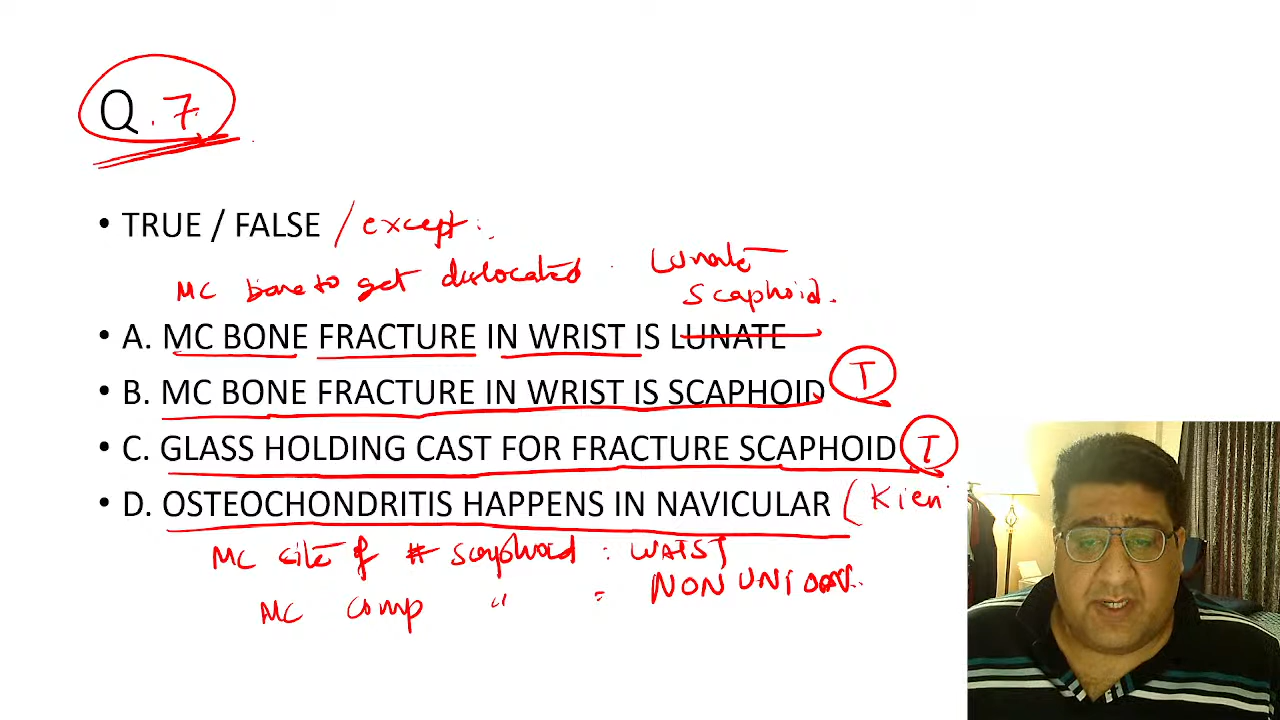 Q.7
• TRUE / FALSE / except :
MC bone to get dislocated . Lunate
Scaphoid.
• A. MC BONE FRACTURE IN WRIST IS LUNATE
• B. MC BONE FRACTURE IN WRIST IS SCAPHOID T
• C. GLASS HOLDING CAST FOR FRACTURE SCAPHOID T
• D. OSTEOCHONDRITIS HAPPENS IN NAVICULAR (Kien
MC site of # scaphoid : WAIST
MC comp " = NON UNION.